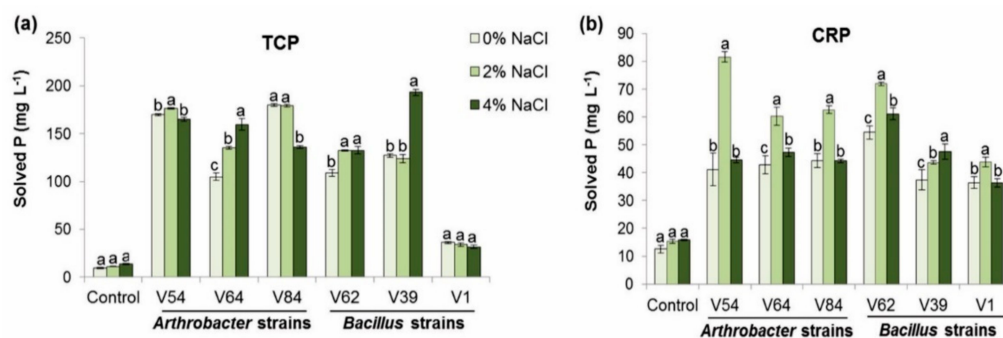 (a)
TCP
Solved P (mg L-1)
250
200
150
100
50
0
0% NaCl
2% NaCl
4% NaCl
a a a
b a b
c b a
a a b
b a a
b b a
a a a
Control V54 V64 V84 V62 V39 V1
Arthrobacter strains Bacillus strains
(b)
CRP
Solved P (mg L-1)
90
80
70
60
50
40
30
20
10
0
a a a
b a b
c a b
b a b
c a b
b b a
b a b
Control V54 V64 V84 V62 V39 V1
Arthrobacter strains Bacillus strains